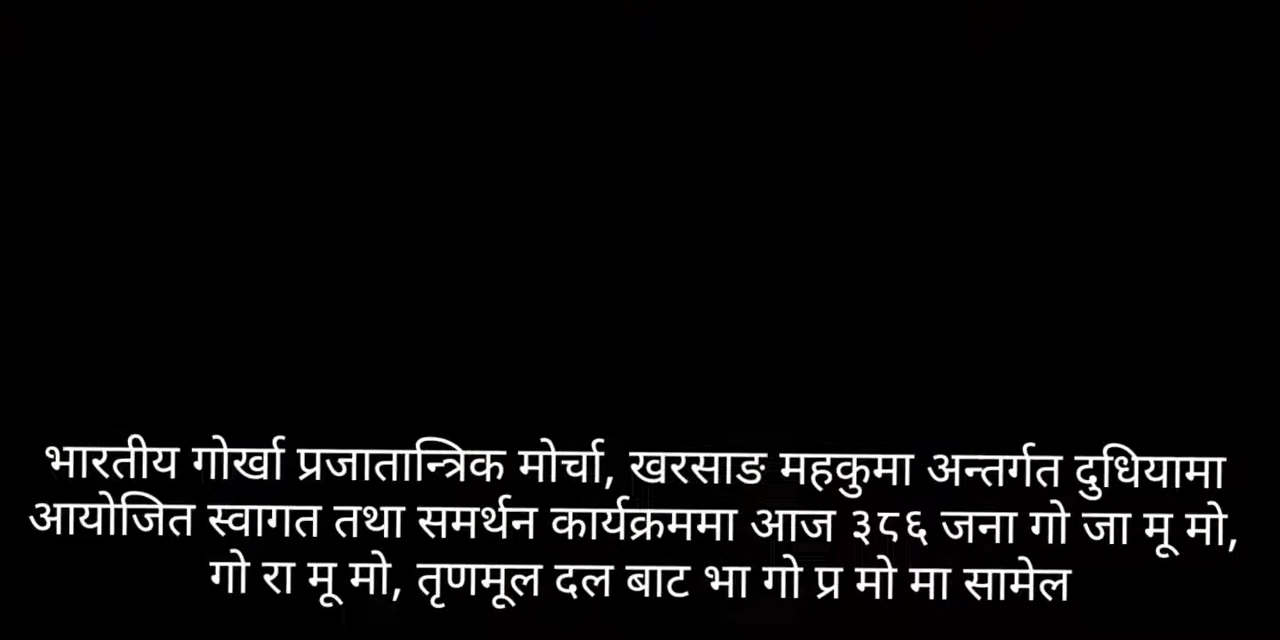 भारतीय गोर्खा प्रजातान्त्रिक मोर्चा, खरसाङ महकुमा अन्तर्गत दुधियामा
आयोजित स्वागत तथा समर्थन कार्यक्रममा आज ३८६ जना गो जा मू मो,
गो रा मू मो, तृणमूल दल बाट भा गो प्र मो मा सामेल